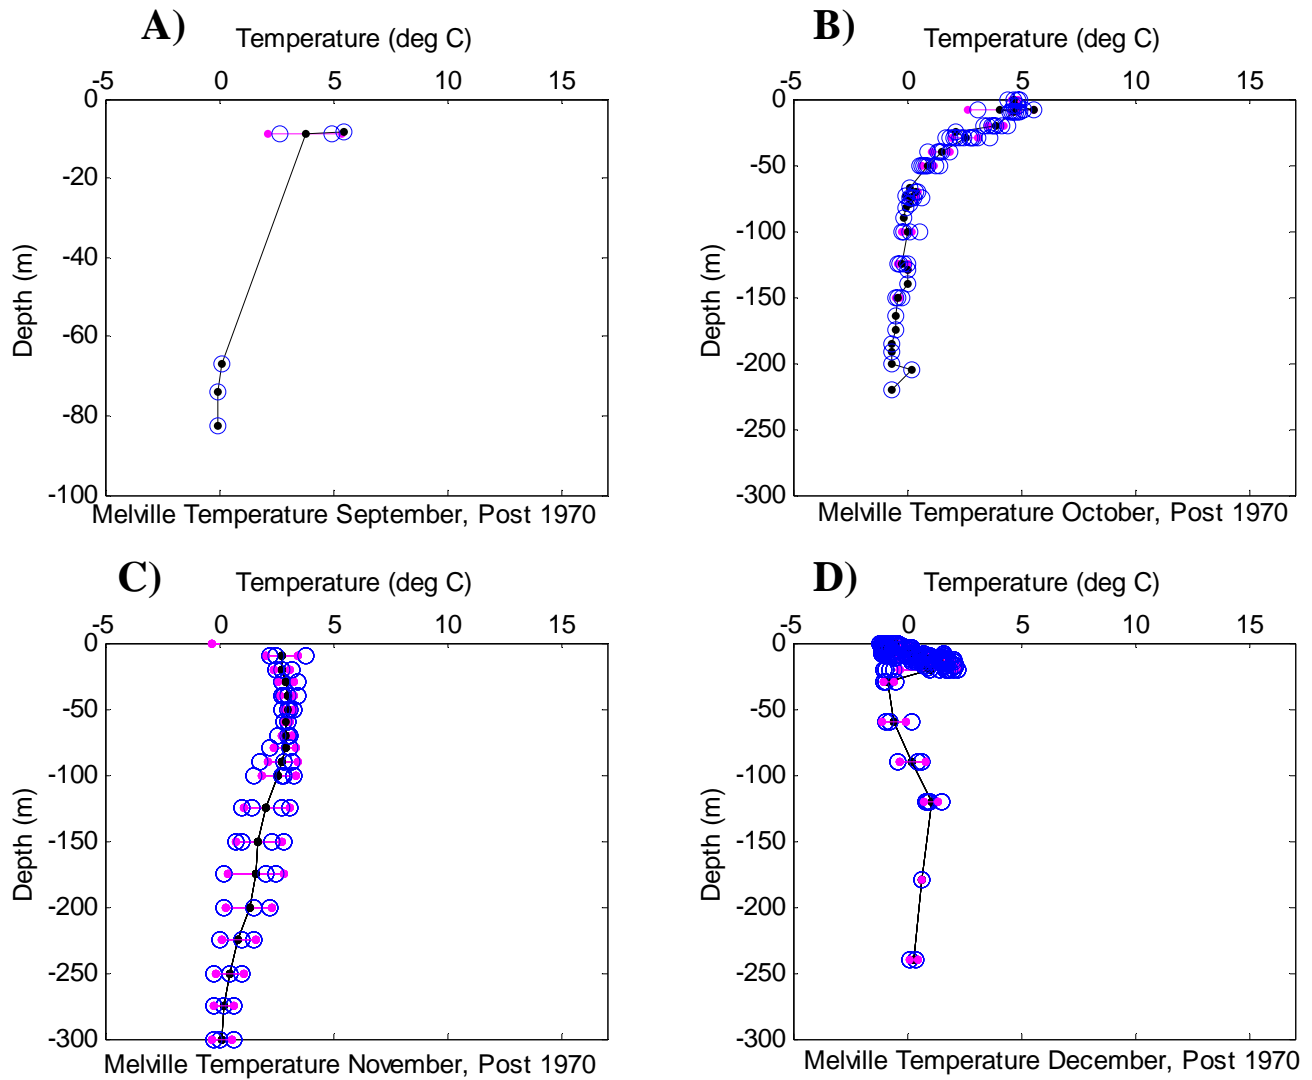 A)
Temperature (deg C)
-5 0 5 10 15
0
-20
-40
-60
-80
-100
Depth (m)
Melville Temperature September, Post 1970
B)
Temperature (deg C)
-5 0 5 10 15
0
-50
-100
-150
-200
-250
-300
Depth (m)
Melville Temperature October, Post 1970
C)
Temperature (deg C)
-5 0 5 10 15
0
-50
-100
-150
-200
-250
-300
Depth (m)
Melville Temperature November, Post 1970
D)
Temperature (deg C)
-5 0 5 10 15
0
-50
-100
-150
-200
-250
-300
Depth (m)
Melville Temperature December, Post 1970